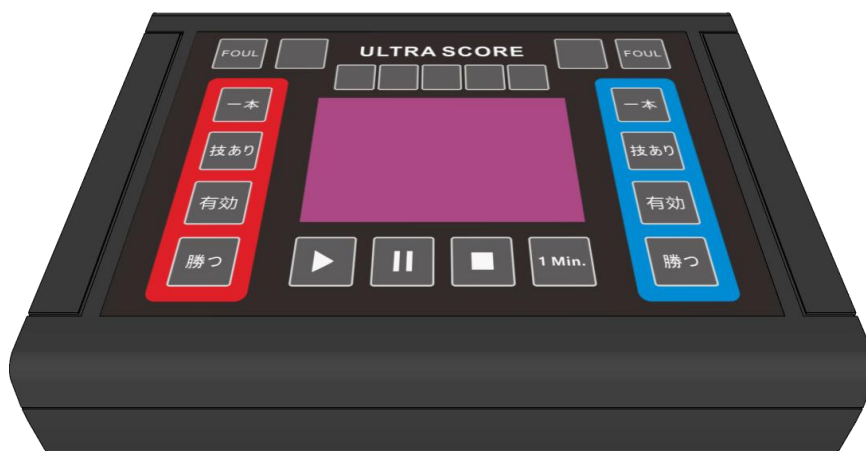 FOUL ULTRA SCORE FOUL
一本 一本
技あり 技あり
有効 有効
勝つ 1 Min. 勝つ